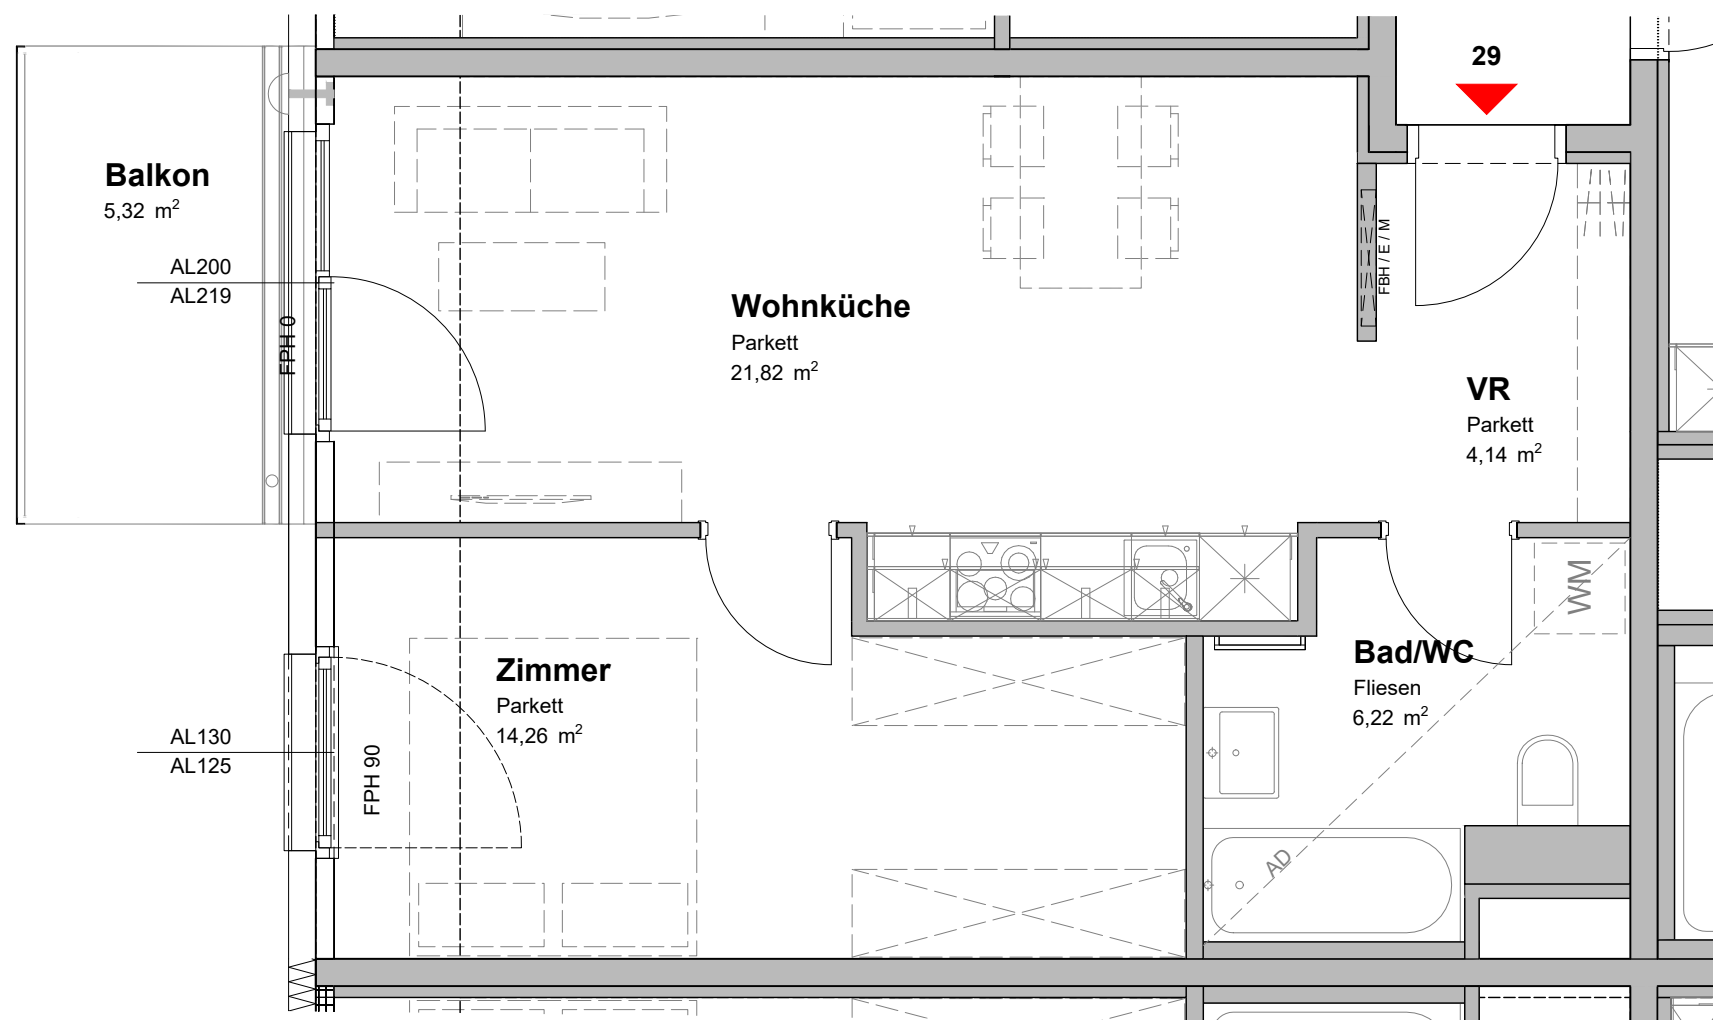 29
Balkon
5,32 m²
AL200
AL219
FPH 0
Wohnküche
Parkett
21,82 m²
FBH / E / M
VR
Parkett
4,14 m²
WM
Zimmer
Parkett
14,26 m²
Bad/WC
Fliesen
6,22 m²
AL130
AL125
FPH 90
AD